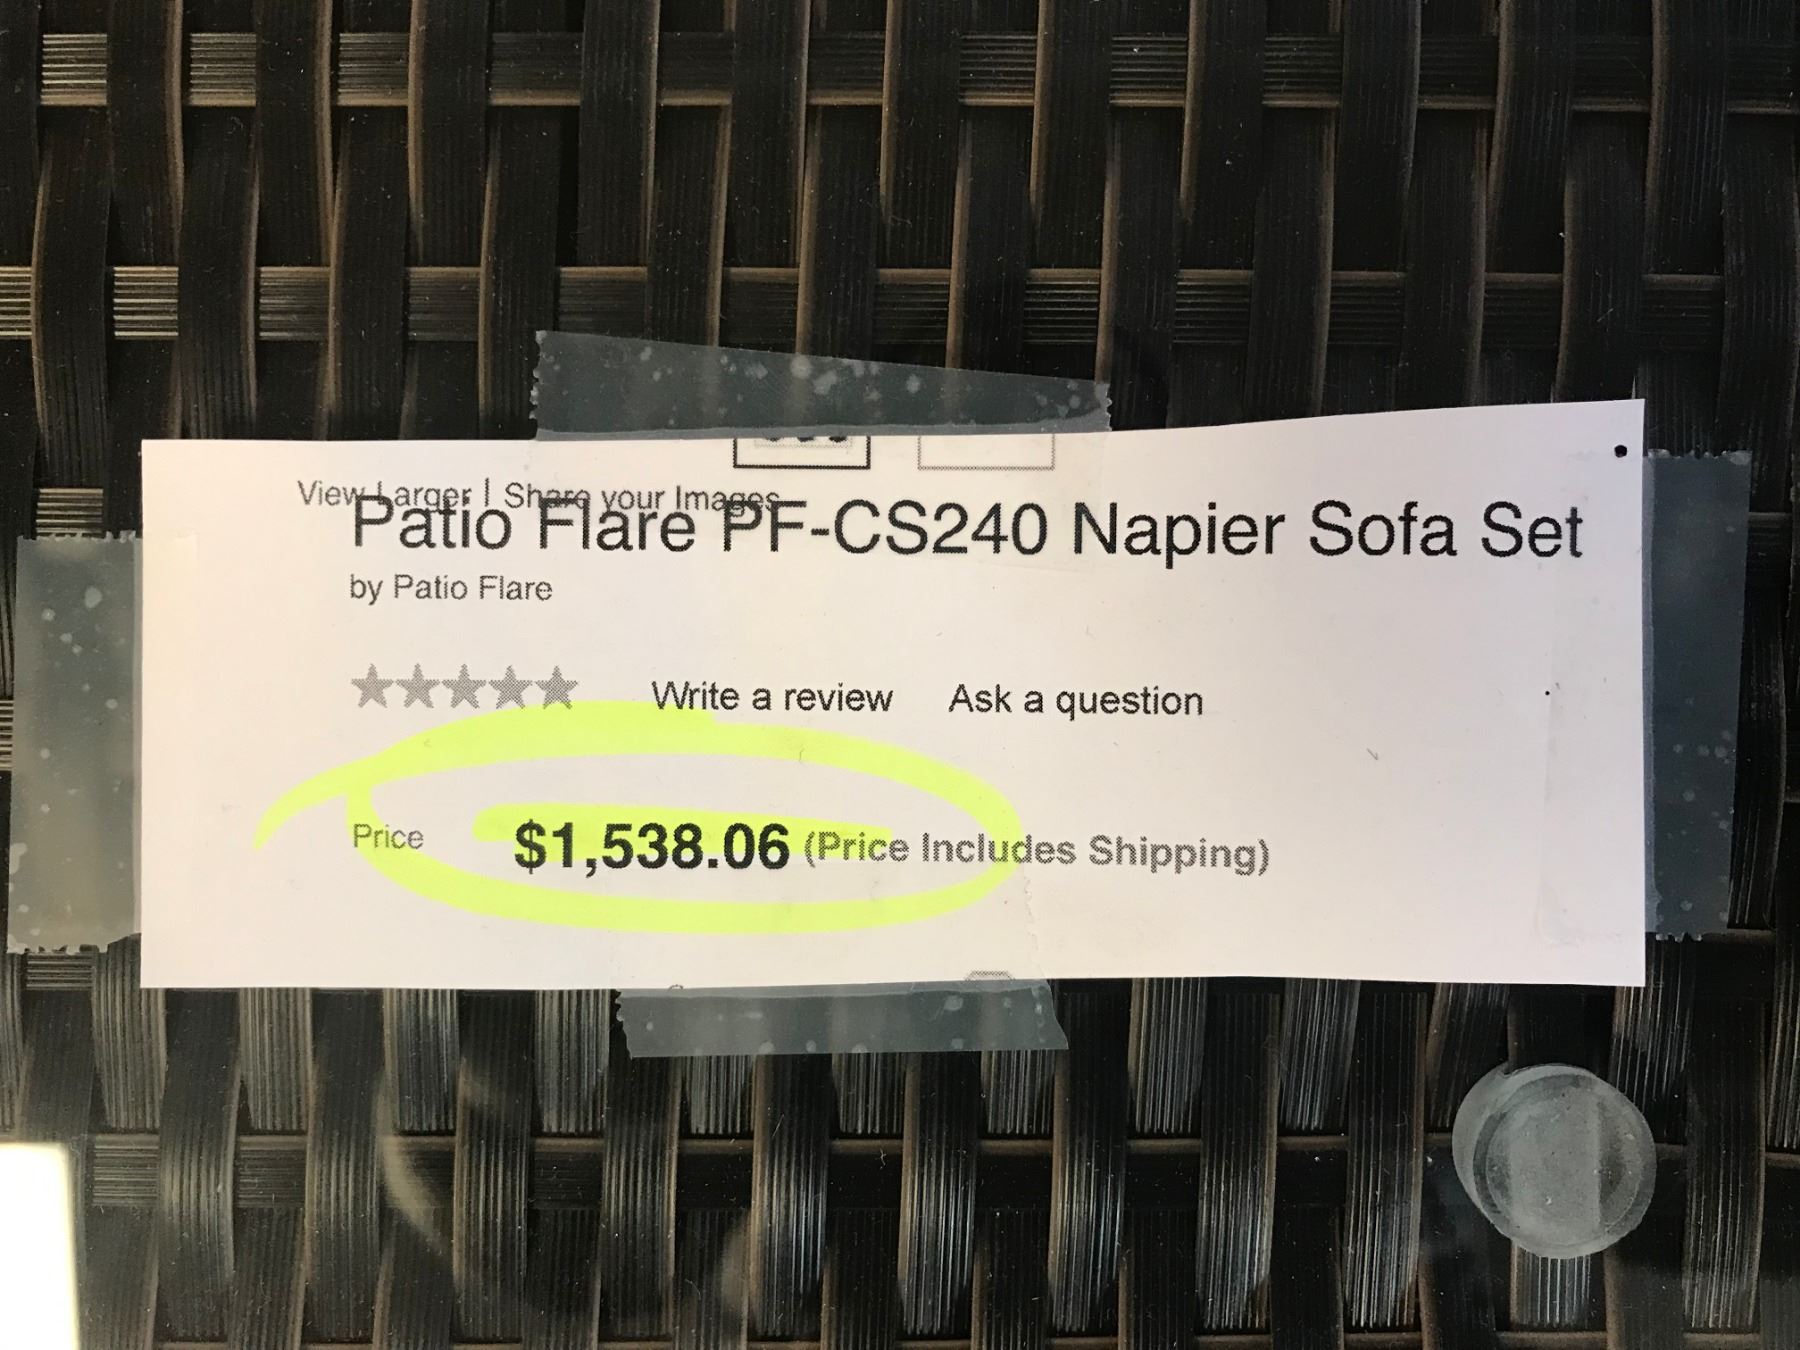 View Larger | Share your Images
Patio Flare PF-CS240 Napier Sofa Set
by Patio Flare
Write a review Ask a question
Price $1,538.06 (Price Includes Shipping)